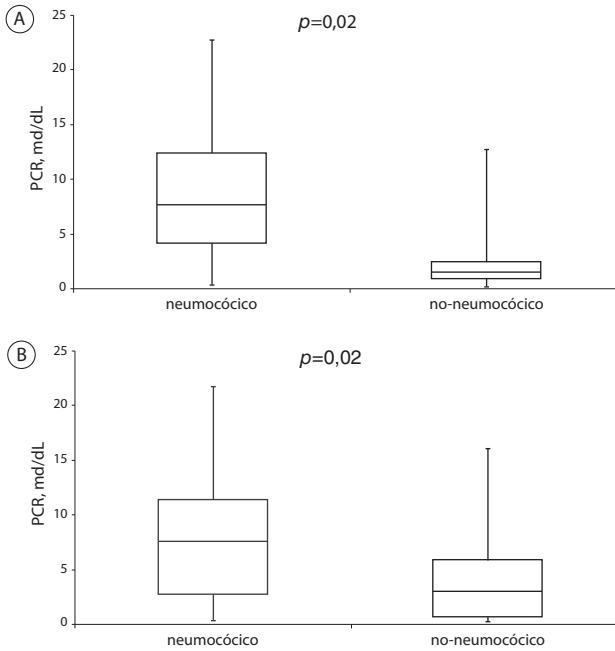 A
p=0,02
PCR, md/dL
25
20
15
10
5
0
neumocócico
no-neumocócico
B
p=0,02
PCR, md/dL
25
20
15
10
5
0
neumocócico
no-neumocócico